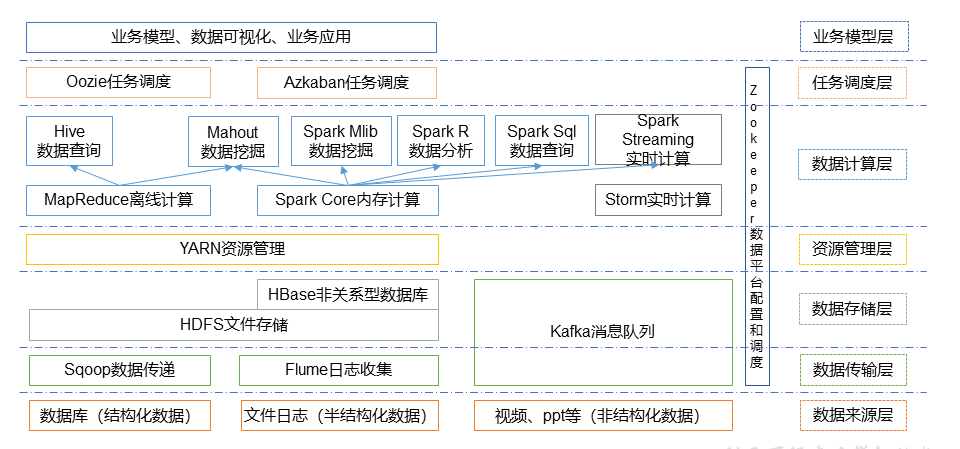 业务模型、数据可视化、业务应用
业务模型层
Oozie任务调度
Azkaban任务调度
任务调度层
Hive
数据查询
Mahout
数据挖掘
Spark Mlib
数据挖掘
Spark R
数据分析
Spark Sql
数据查询
Spark
Streaming
实时计算
数据计算层
MapReduce离线计算
Spark Core内存计算
Storm实时计算
Zookeeper数据平台配置和调度
YARN资源管理
资源管理层
HBase非关系型数据库
HDFS文件存储
Kafka消息队列
数据存储层
Sqoop数据传递
Flume日志收集
数据传输层
数据库（结构化数据）
文件日志（半结构化数据）
视频、ppt等（非结构化数据）
数据来源层